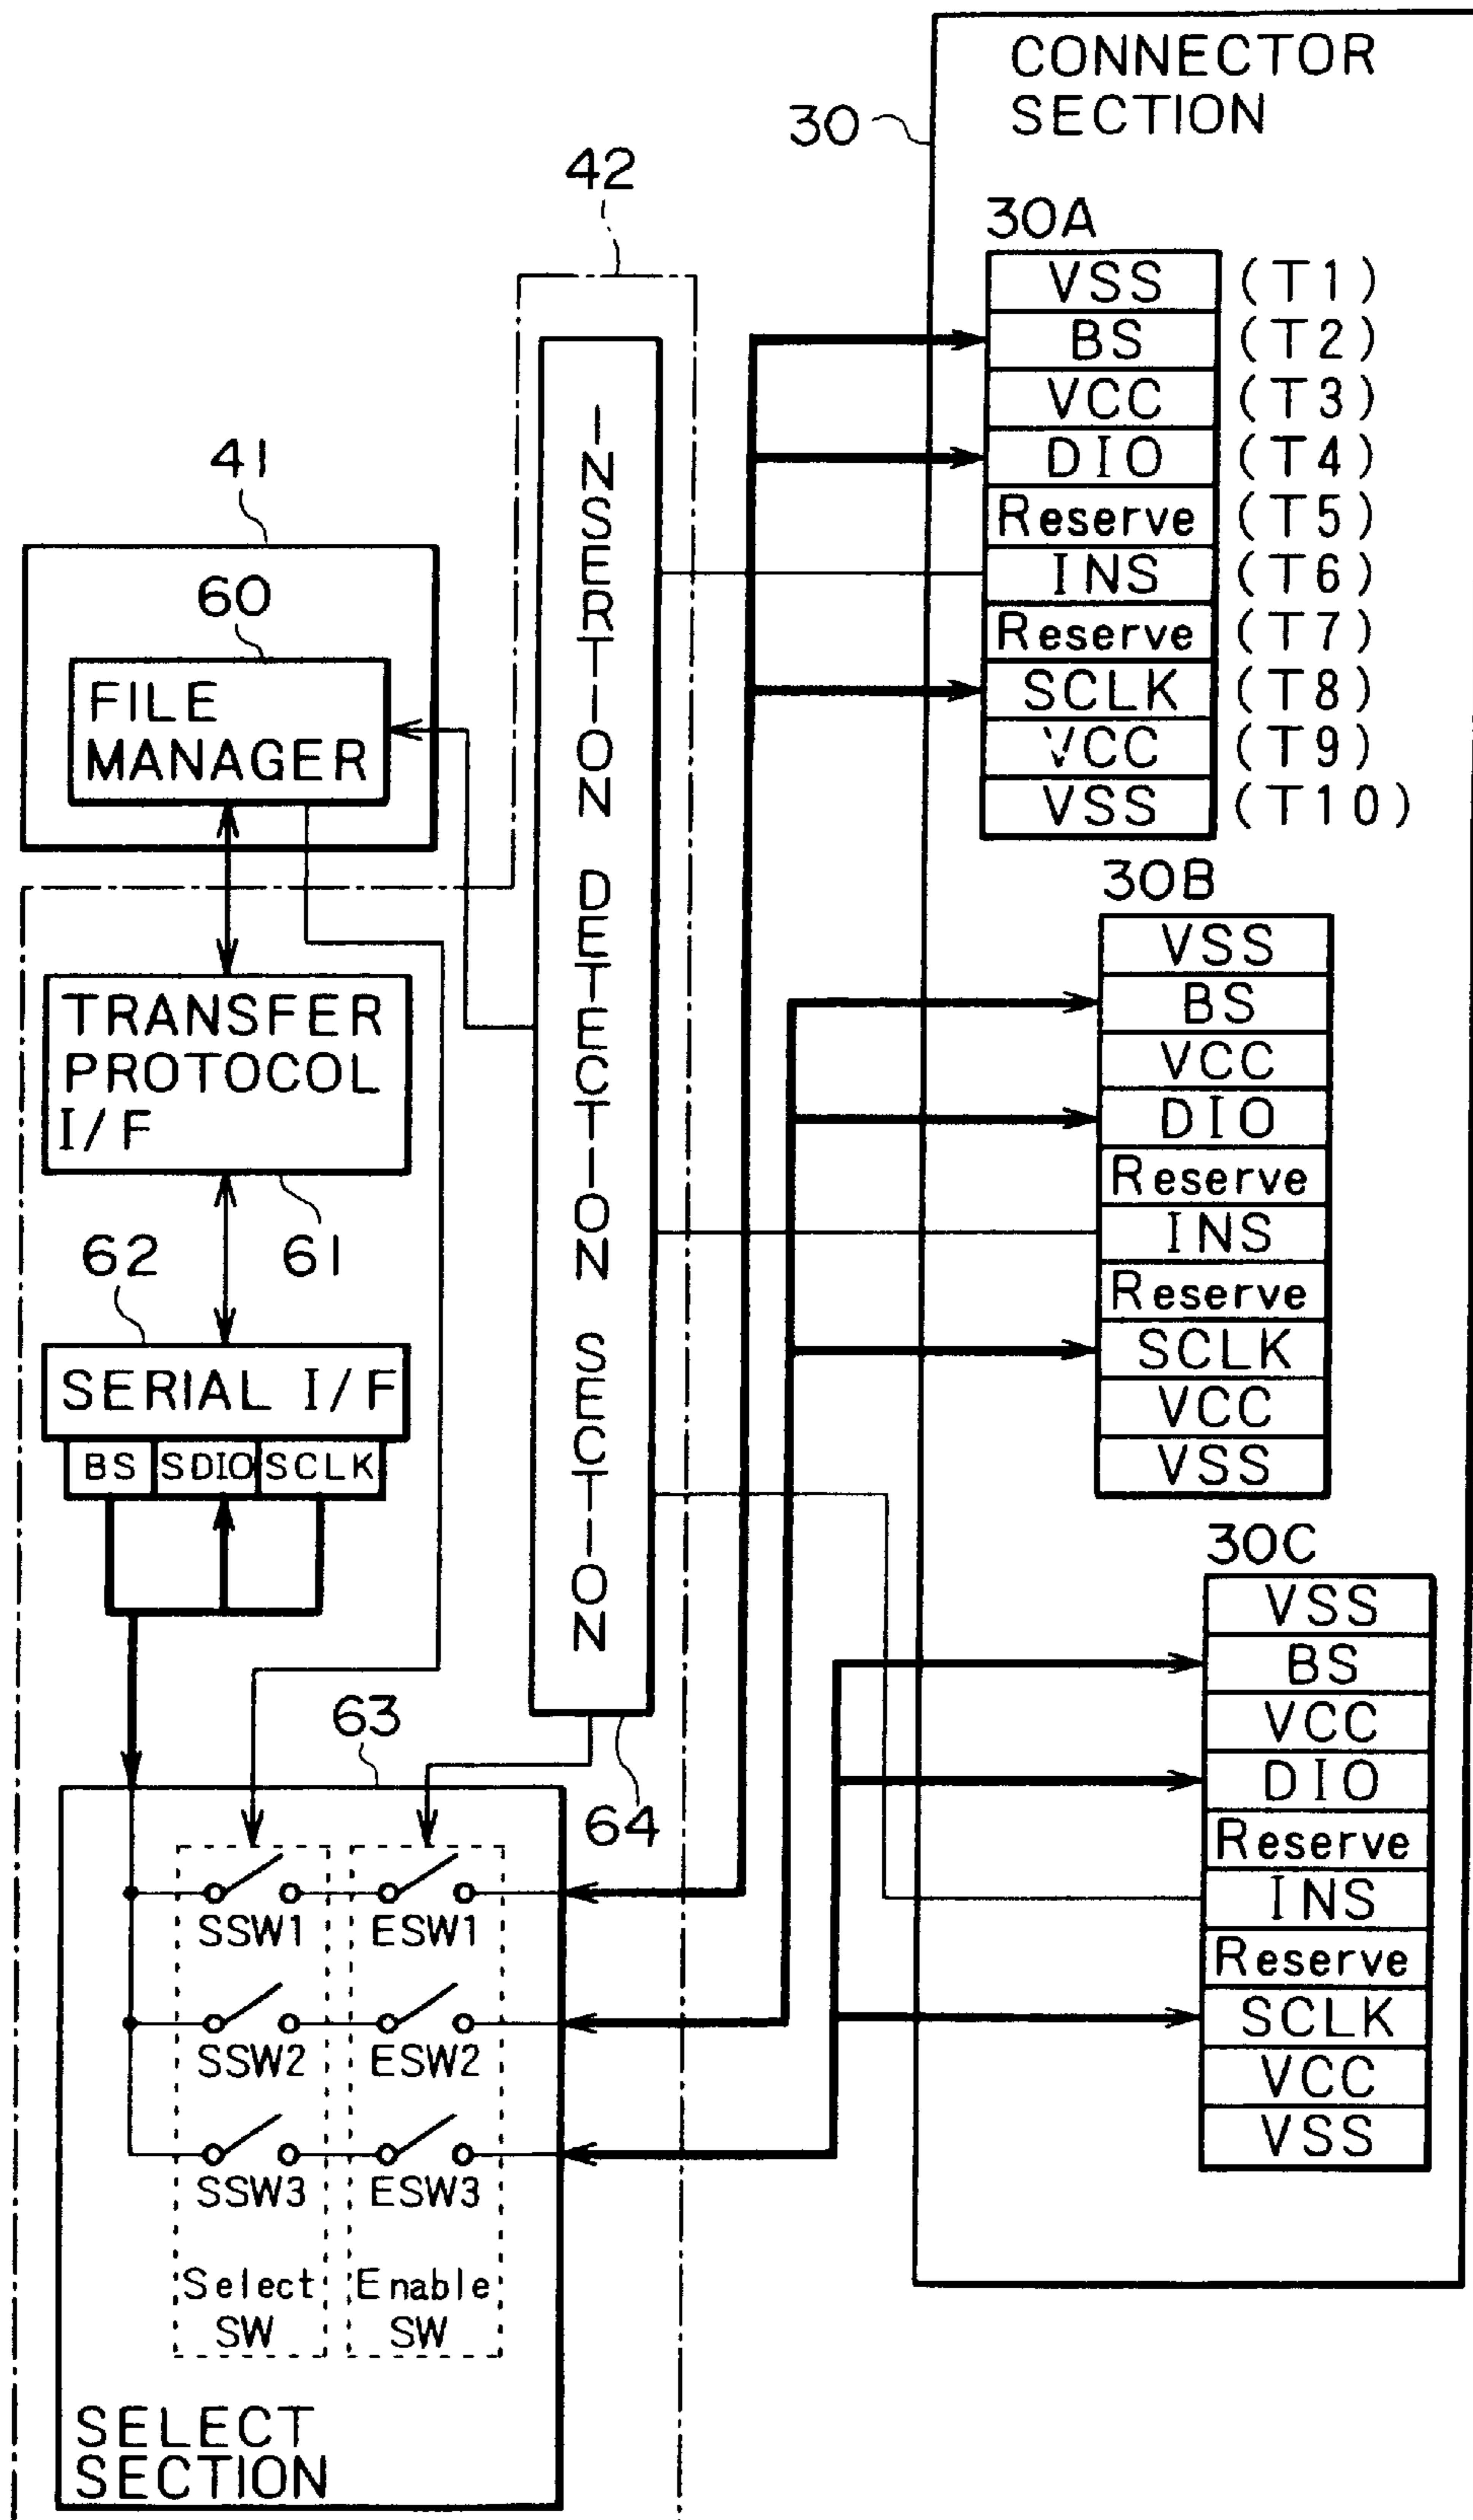 CONNECTOR
SECTION
30
42
30A
VSS (T1)
BS (T2)
VCC (T3)
DIO (T4)
Reserve (T5)
INS (T6)
Reserve (T7)
SCLK (T8)
VCC (T9)
VSS (T10)
41
60
FILE
MANAGER
INSERTION DETECTION SECTION
30B
VSS
BS
VCC
DIO
Reserve
INS
Reserve
SCLK
VCC
VSS
TRANSFER
PROTOCOL
I/F
62
61
SERIAL I/F
BS SDIO SCLK
30C
VSS
BS
VCC
DIO
Reserve
INS
Reserve
SCLK
VCC
VSS
63
64
SSW1 ESW1
SSW2 ESW2
SSW3 ESW3
Select
SW
Enable
SW
SELECT
SECTION